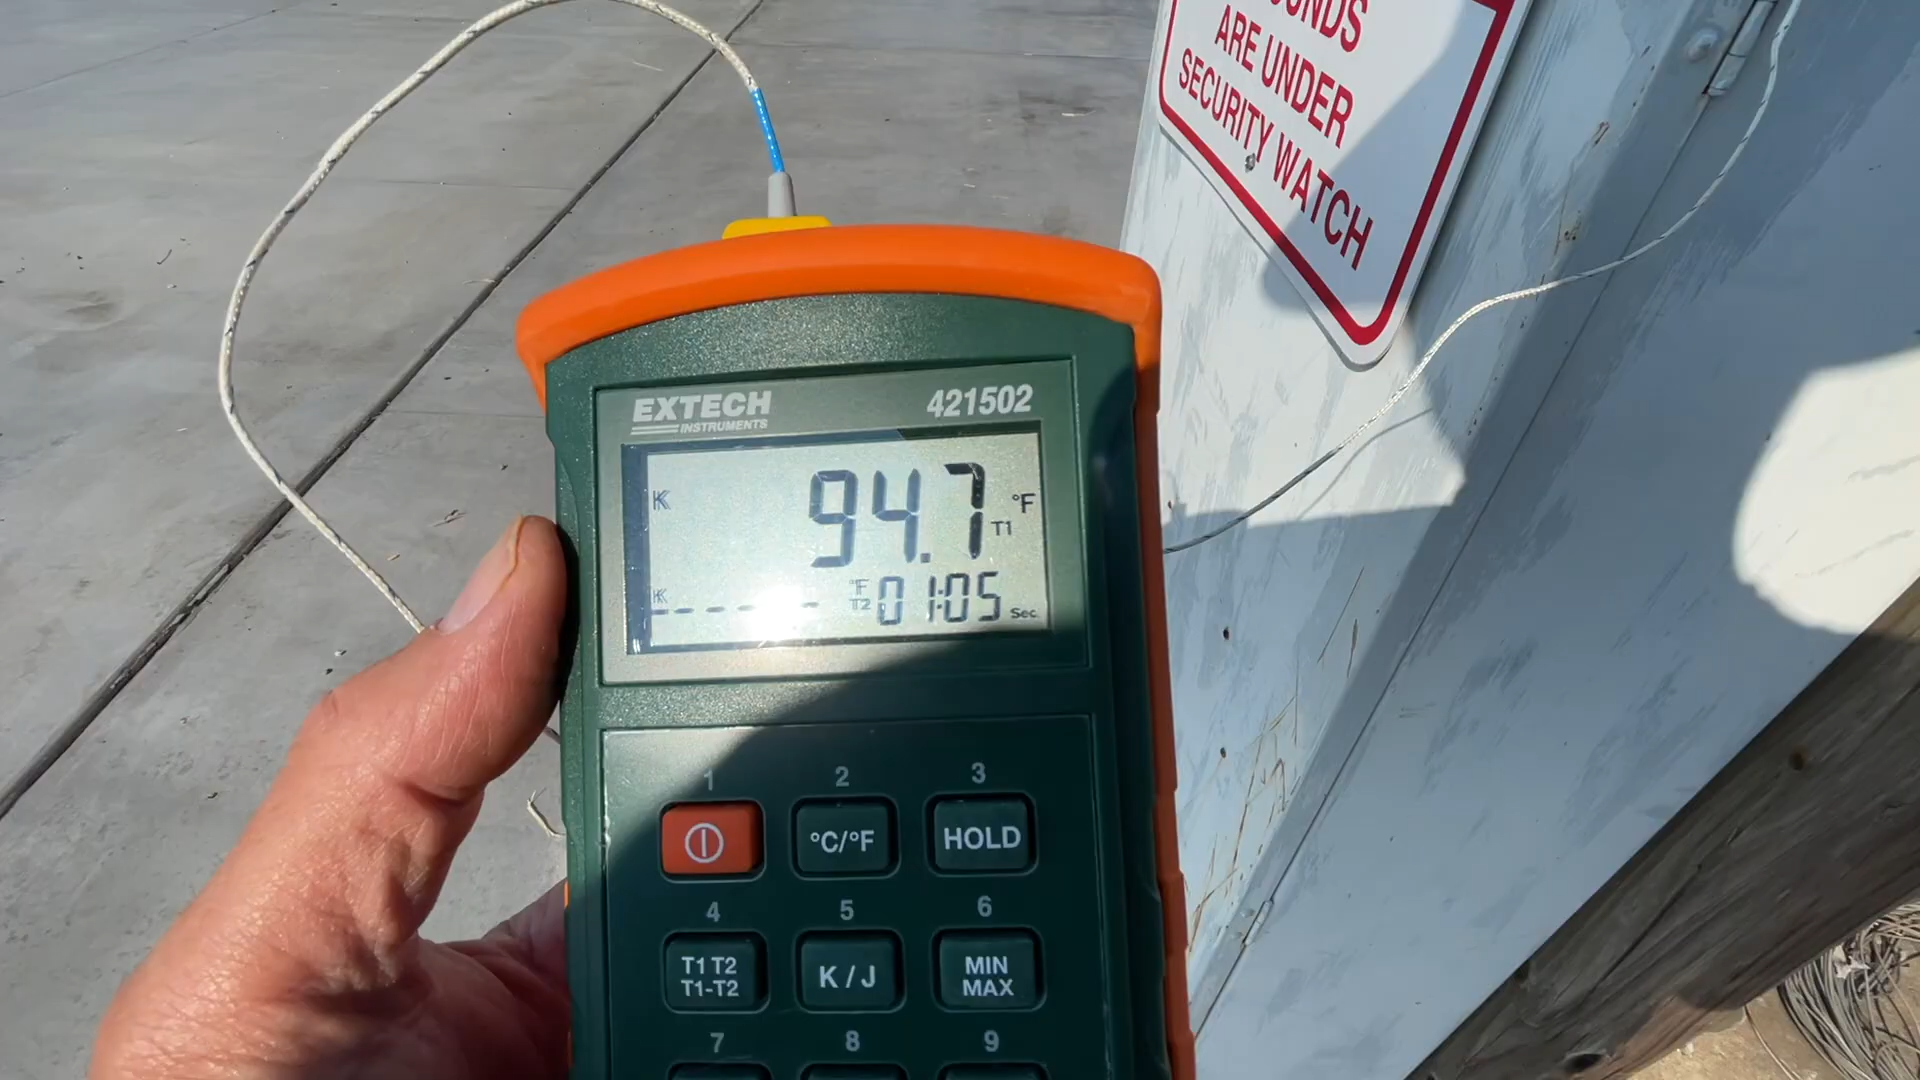 ARE UNDER
SECURITY WATCH
EXTECH
INSTRUMENTS
421502
K
94.7 °F
T1
K
- - - - -
°F
T2
01:05 Sec
1 2 3
°C/°F HOLD
4 5 6
T1 T2
T1-T2
K / J
MIN
MAX
7 8 9